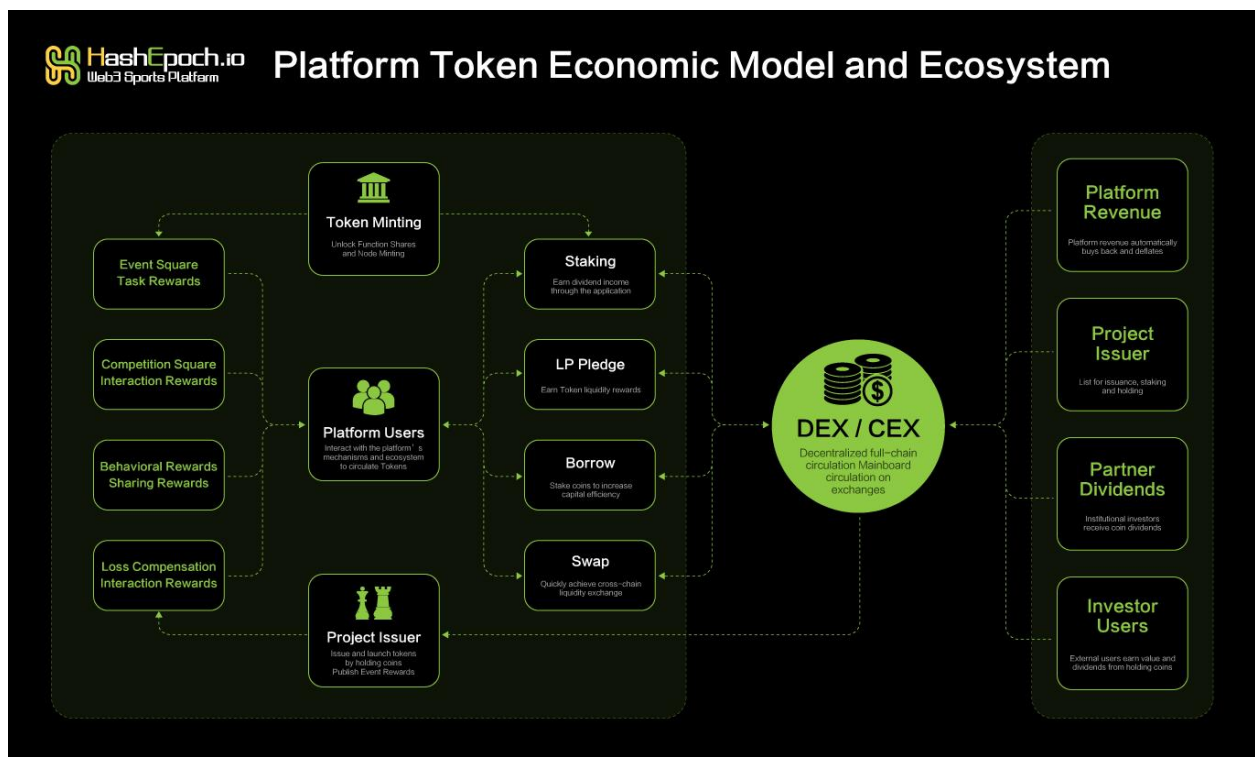 HashEpoch.io
Web3 Sports Platfarm
Platform Token Economic Model and Ecosystem
Token Minting
Unlock Function Shares
and Node Minting
Event Square
Task Rewards
Competition Square
Interaction Rewards
Behavioral Rewards
Sharing Rewards
Loss Compensation
Interaction Rewards
Platform Users
Interact with the platform's
mechanisms and ecosystem
to circulate Tokens
Project Issuer
Issue and launch tokens
by holding coins
Publish Event Rewards
Staking
Earn dividend income
through the application
LP Pledge
Earn Token liquidity rewards
Borrow
Stake coins to increase
capital efficiency
Swap
Quickly achieve cross-chain
liquidity exchange
DEX / CEX
Decentralized full-chain
circulation Mainboard
circulation on
exchanges
Platform
Revenue
Platform revenue automatically
buys back and deflates
Project
Issuer
List for issuance, staking
and holding
Partner
Dividends
Institutional investors
receive coin dividends
Investor
Users
External users earn value and
dividends from holding coins